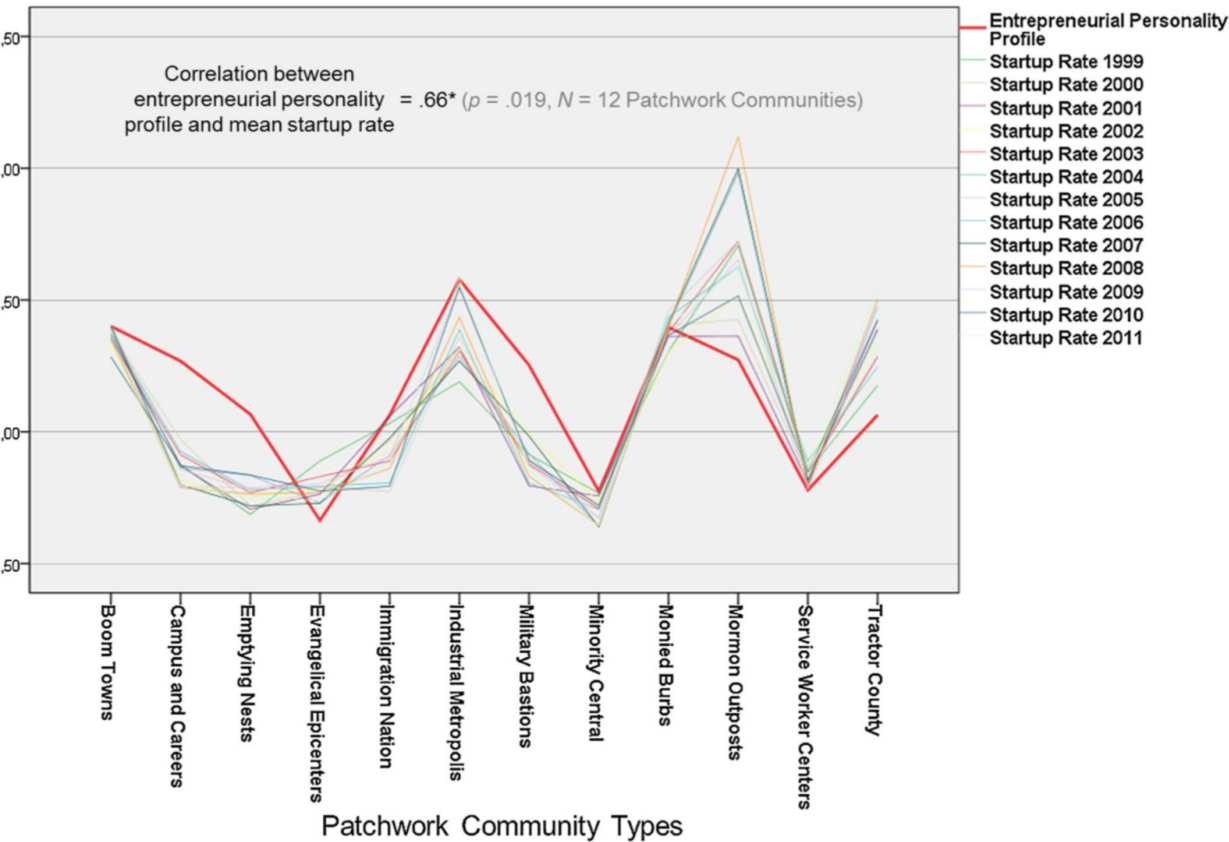 Entrepreneurial Personality
Profile
Startup Rate 1999
Startup Rate 2000
Startup Rate 2001
Startup Rate 2002
Startup Rate 2003
Startup Rate 2004
Startup Rate 2005
Startup Rate 2006
Startup Rate 2007
Startup Rate 2008
Startup Rate 2009
Startup Rate 2010
Startup Rate 2011
Correlation between
entrepreneurial personality = .66* (p = .019, N = 12 Patchwork Communities)
profile and mean startup rate
,50
,00
,50
,00
,50
Boom Towns
Campus and Careers
Emptying Nests
Evangelical Epicenters
Immigration Nation
Industrial Metropolis
Military Bastions
Minority Central
Monied Burbs
Mormon Outposts
Service Worker Centers
Tractor County
Patchwork Community Types